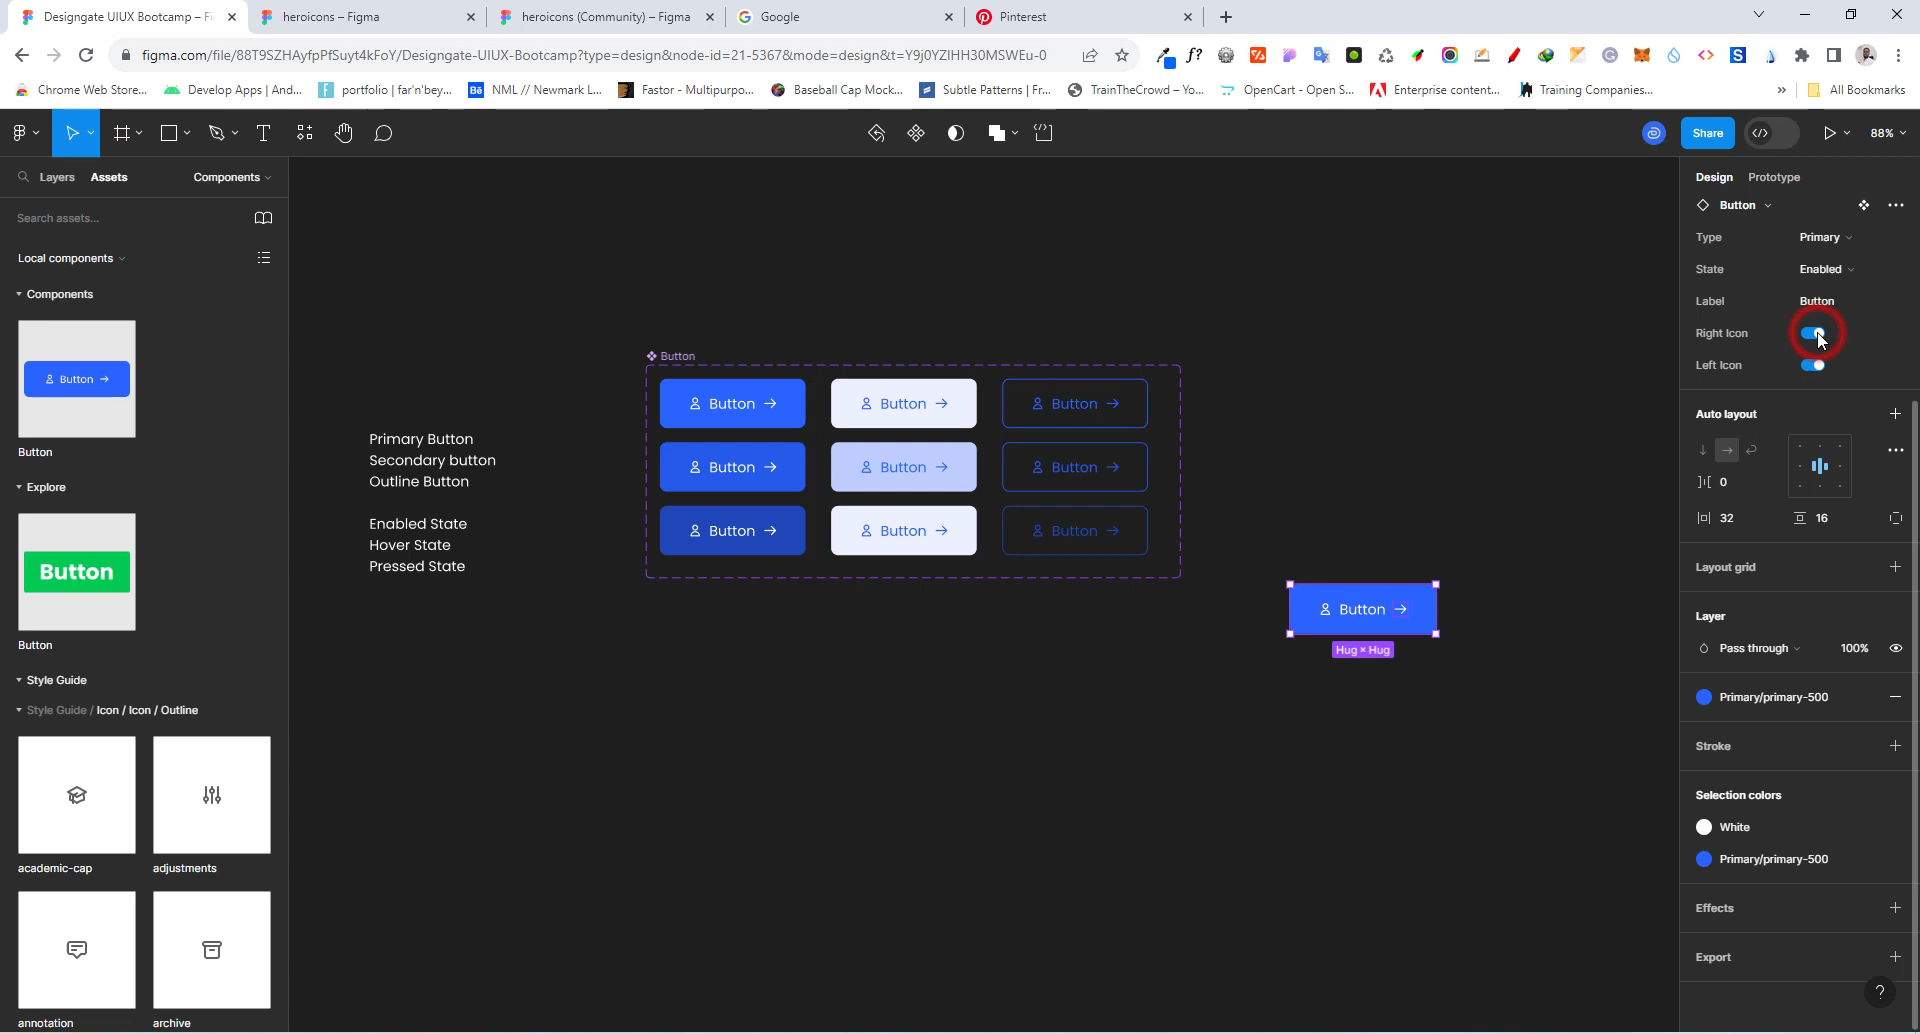 Designgate UIUX Bootcamp – Fi
heroicons – Figma
heroicons (Community) – Figma
Google
Pinterest
figma.com/file/88T9SZHAyfpPfSuyt4kFoY/Designgate-UIUX-Bootcamp?type=design&node-id=21-5367&mode=design&t=Y9j0YZIHH30MSWEu-0
Chrome Web Store...
Develop Apps | And...
portfolio | far'n'bey...
NML // Newmark L...
Fastor - Multipurpo...
Baseball Cap Mock...
Subtle Patterns | Fr...
TrainTheCrowd – Yo...
OpenCart - Open S...
Enterprise content...
Training Companies...
» All Bookmarks
Share
88%
Layers Assets Components
Search assets...
Local components
Components
Button
Button
Explore
Button
Button
Style Guide
Style Guide / Icon / Icon / Outline
academic-cap adjustments
annotation archive
Primary Button
Secondary button
Outline Button
Enabled State
Hover State
Pressed State
Button
Button Button Button
Button Button Button
Button Button Button
Button
Hug × Hug
Design Prototype
Button
Type Primary
State Enabled
Label Button
Right Icon
Left Icon
Auto layout
0
32 16
Layout grid
Layer
Pass through 100%
Primary/primary-500
Stroke
Selection colors
White
Primary/primary-500
Effects
Export
?